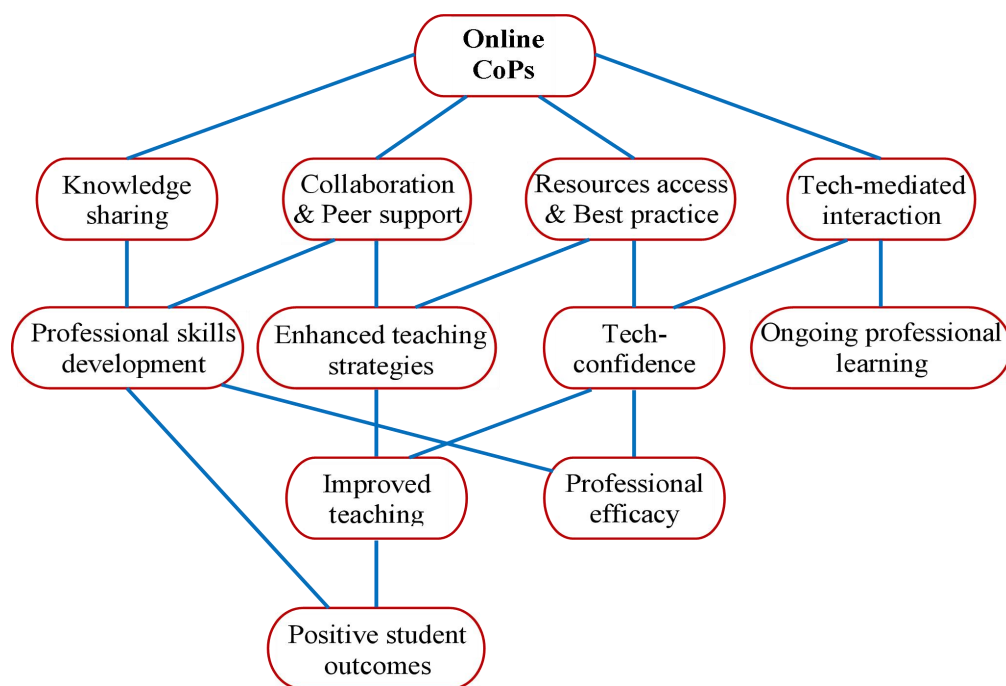 Online
CoPs
Knowledge
sharing
Collaboration
& Peer support
Resources access
& Best practice
Tech-mediated
interaction
Professional skills
development
Enhanced teaching
strategies
Tech-
confidence
Ongoing professional
learning
Improved
teaching
Professional
efficacy
Positive student
outcomes